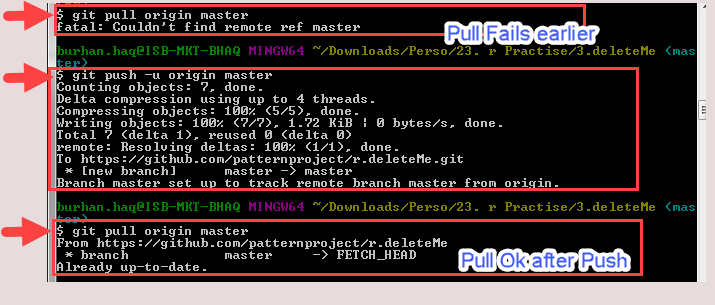 $ git pull origin master
fatal: Couldn't find remote ref master
Pull Fails earlier
burhan.haq@ISB-MKT-BHAQ MINGW64 ~/Downloads/Perso/23. r Practise/3.deleteMe (mas
ter)
$ git push -u origin master
Counting objects: 7, done.
Delta compression using up to 4 threads.
Compressing objects: 100% (5/5), done.
Writing objects: 100% (7/7), 1.72 KiB | 0 bytes/s, done.
Total 7 (delta 1), reused 0 (delta 0)
remote: Resolving deltas: 100% (1/1), done.
To https://github.com/patternproject/r.deleteMe.git
 * [new branch]      master -> master
Branch master set up to track remote branch master from origin.
burhan.haq@ISB-MKT-BHAQ MINGW64 ~/Downloads/Perso/23. r Practise/3.deleteMe (mas
ter)
$ git pull origin master
From https://github.com/patternproject/r.deleteMe
 * branch            master     -> FETCH_HEAD
Already up-to-date.
Pull Ok after Push